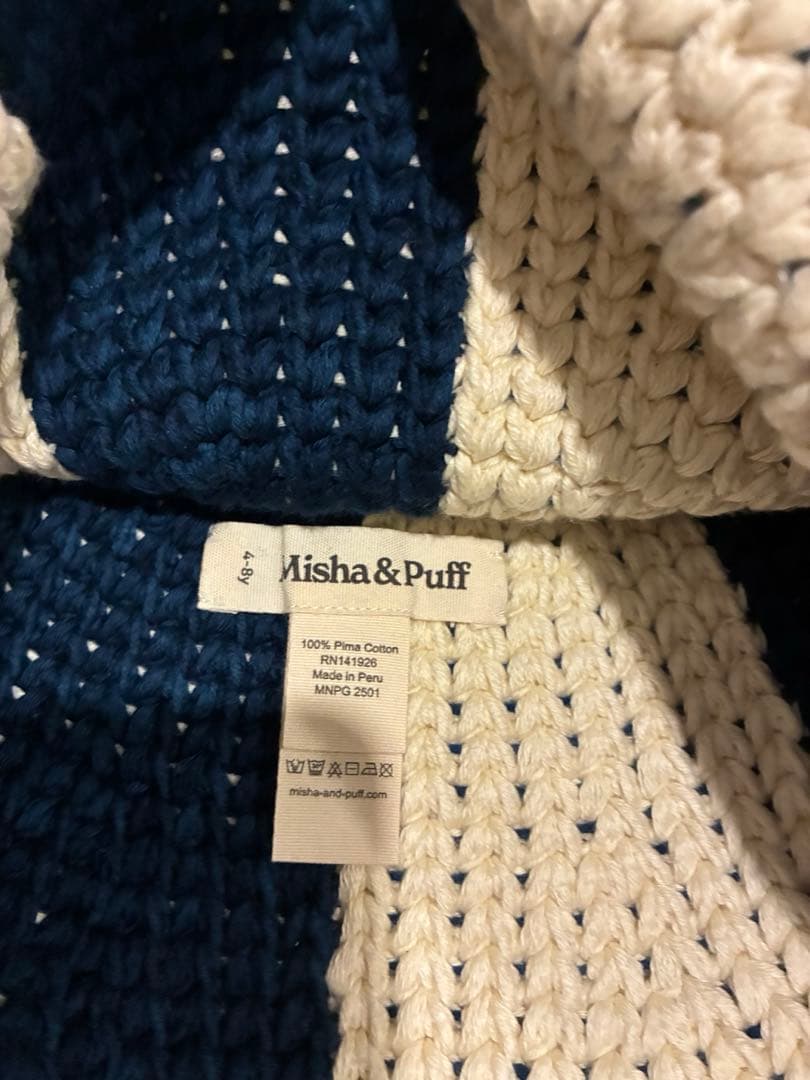 4-8y
Misha&Puff
100% Pima Cotton
RN141926
Made in Peru
MNPG 2501
misha-and-puff.com